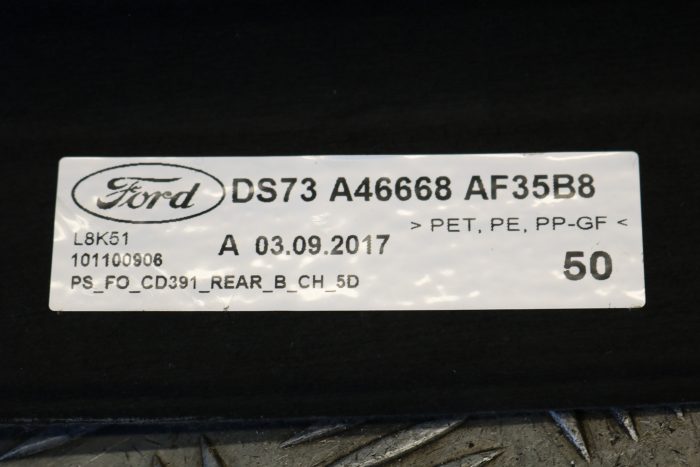 Ford DS73 A46668 AF35B8
> PET, PE, PP-GF <
L8K51
A 03.09.2017
101100906
50
PS_FO_CD391_REAR_B_CH_5D